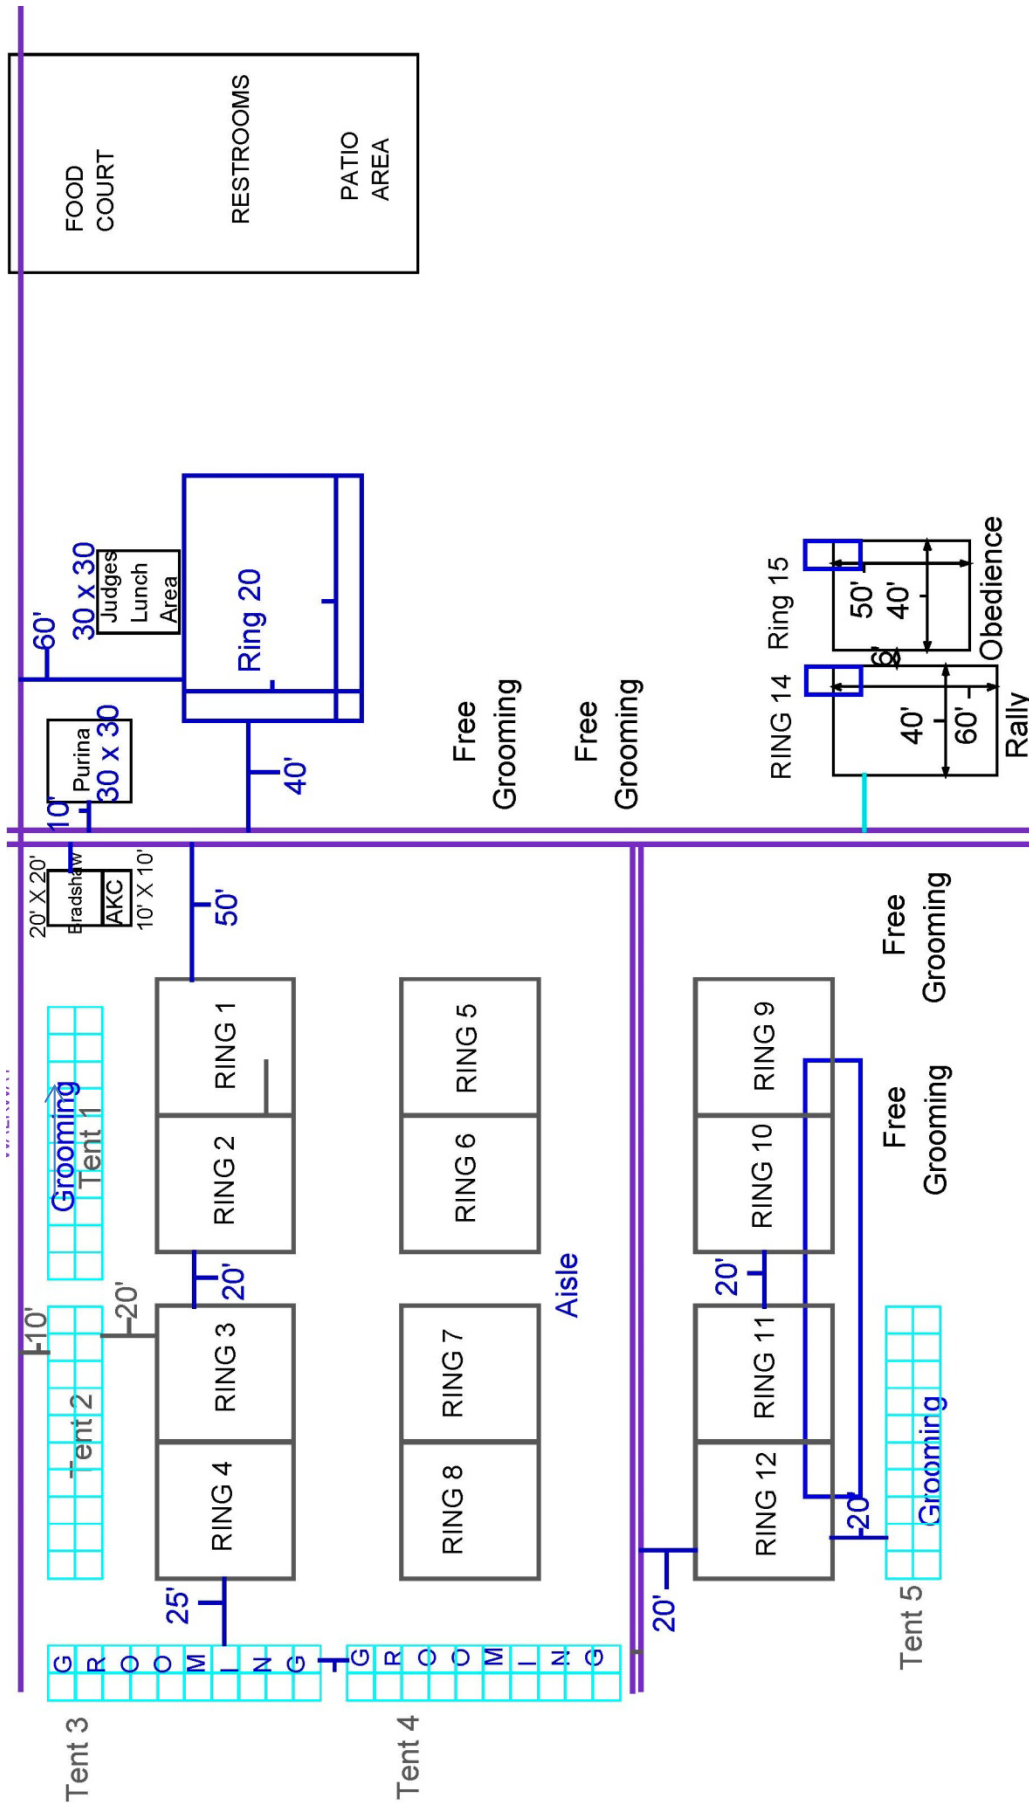 FOOD
COURT
RESTROOMS
PATIO
AREA
60'
30 x 30
Judges
Lunch
Area
Ring 20
Purina
30 x 30
10'
40'
Free
Grooming
Free
Grooming
Ring 15
50'
40'
Obedience
6'
RING 14
40'
60'
Rally
20' X 20'
Bradshaw
AKC
10' X 10'
50'
Grooming
Tent 1
RING 1
RING 2
20'
RING 5
RING 6
Aisle
RING 9
RING 10
20'
Free
Grooming
Free
Grooming
10'
20'
Tent 2
RING 3
RING 4
25'
RING 7
RING 8
RING 11
RING 12
20'
20'
Grooming
Tent 5
GROOMING
Tent 3
GROOMING
Tent 4